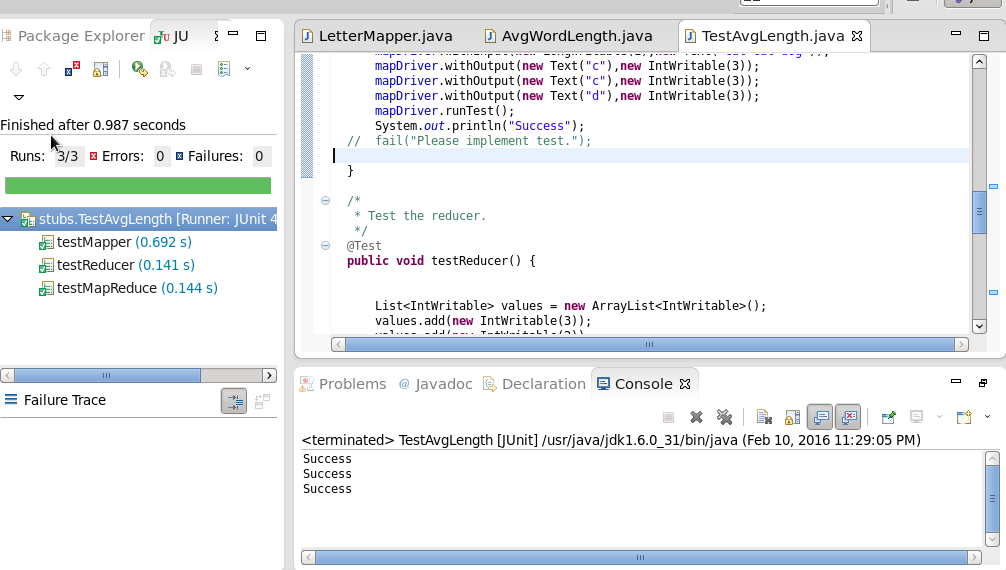 Package Explorer
JU
Finished after 0.987 seconds
Runs: 3/3
Errors: 0
Failures: 0
stubs.TestAvgLength [Runner: JUnit 4
testMapper (0.692 s)
testReducer (0.141 s)
testMapReduce (0.144 s)
Failure Trace
LetterMapper.java
AvgWordLength.java
TestAvgLength.java
mapDriver.withOutput(new Text("c"),new IntWritable(3));
mapDriver.withOutput(new Text("c"),new IntWritable(3));
mapDriver.withOutput(new Text("d"),new IntWritable(3));
mapDriver.runTest();
System.out.println("Success");
// fail("Please implement test.");
}
/*
* Test the reducer.
*/
@Test
public void testReducer() {
List<IntWritable> values = new ArrayList<IntWritable>();
values.add(new IntWritable(3));
Problems
@ Javadoc
Declaration
Console
<terminated> TestAvgLength [JUnit] /usr/java/jdk1.6.0_31/bin/java (Feb 10, 2016 11:29:05 PM)
Success
Success
Success